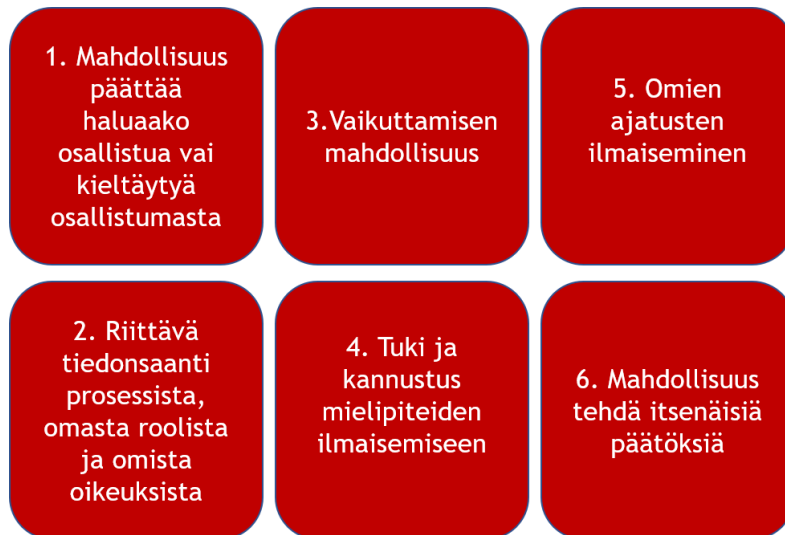 1. Mahdollisuus
päättää
haluaako
osallistua vai
kieltäytyä
osallistumasta
2. Riittävä
tiedonsaanti
prosessista,
omasta roolista
ja omista
oikeuksista
3.Vaikuttamisen
mahdollisuus
4. Tuki ja
kannustus
mielipiteiden
ilmaisemiseen
5. Omien
ajatusten
ilmaiseminen
6. Mahdollisuus
tehdä itsenäisiä
päätöksiä